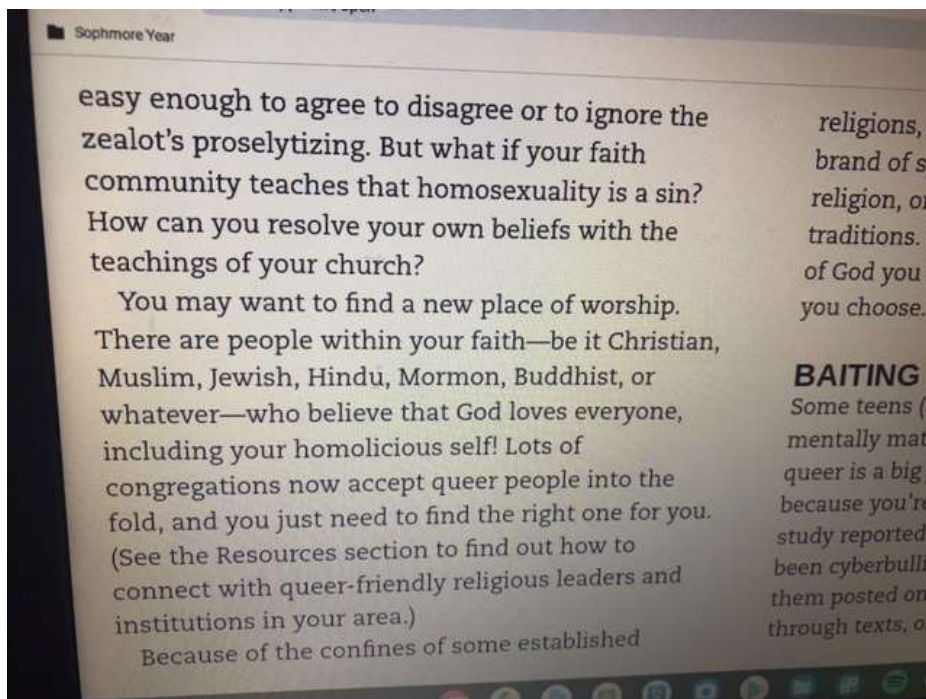 Sophmore Year
easy enough to agree to disagree or to ignore the
zealot's proselytizing. But what if your faith
community teaches that homosexuality is a sin?
How can you resolve your own beliefs with the
teachings of your church?
You may want to find a new place of worship.
There are people within your faith—be it Christian,
Muslim, Jewish, Hindu, Mormon, Buddhist, or
whatever—who believe that God loves everyone,
including your homolicious self! Lots of
congregations now accept queer people into the
fold, and you just need to find the right one for you.
(See the Resources section to find out how to
connect with queer-friendly religious leaders and
institutions in your area.)
Because of the confines of some established
religions,
brand of
religion,
traditions.
of God you
you choose.
BAITING
Some teens
mentally
queer is a big
because you're
study reported
been
them posted on
through texts,